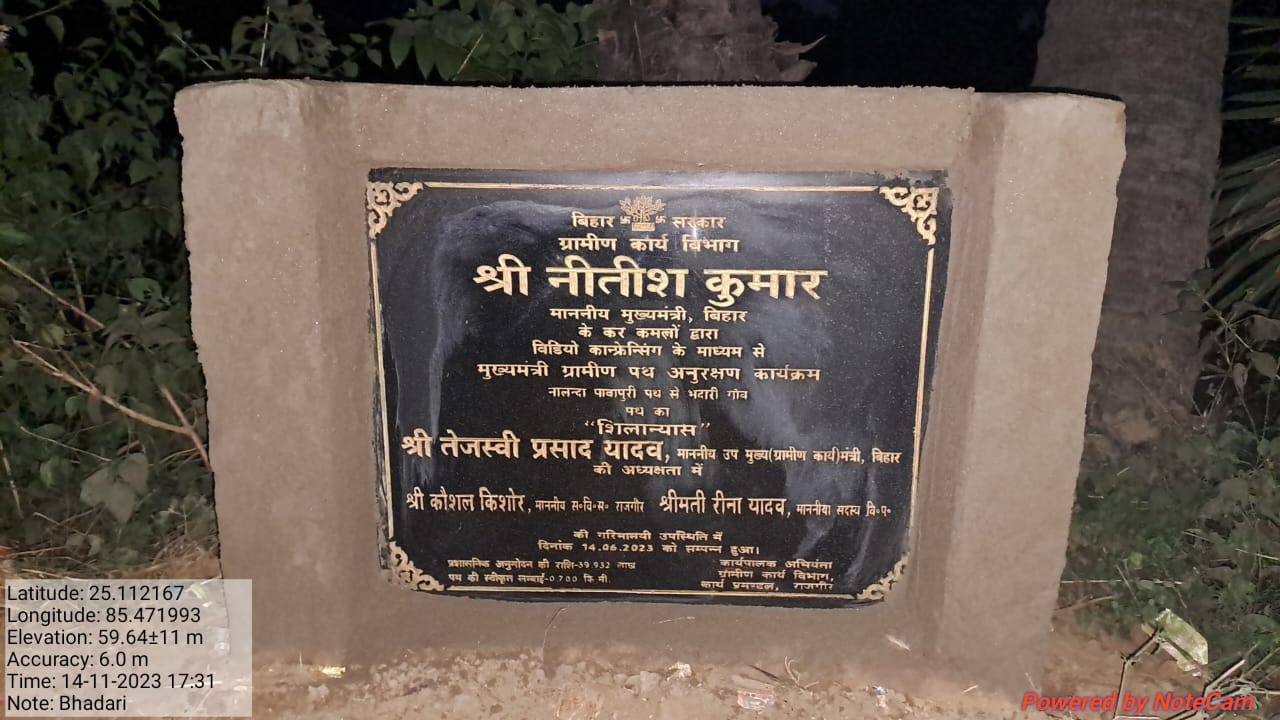 बिहार सरकार
ग्रामीण कार्य विभाग
श्री नीतीश कुमार
माननीय मुख्यमंत्री, बिहार
के कर कमलों द्वारा
विडियो कान्फ्रेन्सिंग के माध्यम से
मुख्यमंत्री ग्रामीण पथ अनुरक्षण कार्यक्रम
नालन्दा पावापुरी पथ से भदारी गाँव
पथ का
“शिलान्यास”
श्री तेजस्वी प्रसाद यादव, माननीय उप मुख्य(ग्रामीण कार्य)मंत्री, बिहार
की अध्यक्षता में
श्री कौशल किशोर, माननीय स०वि०स० राजगीर श्रीमती रीना यादव, माननीया सदस्य वि०प०
की गरिमामयी उपस्थिति में
दिनांक 14.06.2023 को सम्पन्न हुआ।
प्रशासनिक अनुमोदन की राशि-39.932 लाख
पथ की स्वीकृत लम्बाई-0.700 कि.मी.
कार्यपालक अभियंता
ग्रामीण कार्य विभाग,
कार्य प्रमण्डल, राजगीर
Latitude: 25.112167
Longitude: 85.471993
Elevation: 59.64±11 m
Accuracy: 6.0 m
Time: 14-11-2023 17:31
Note: Bhadari
Powered by NoteCam